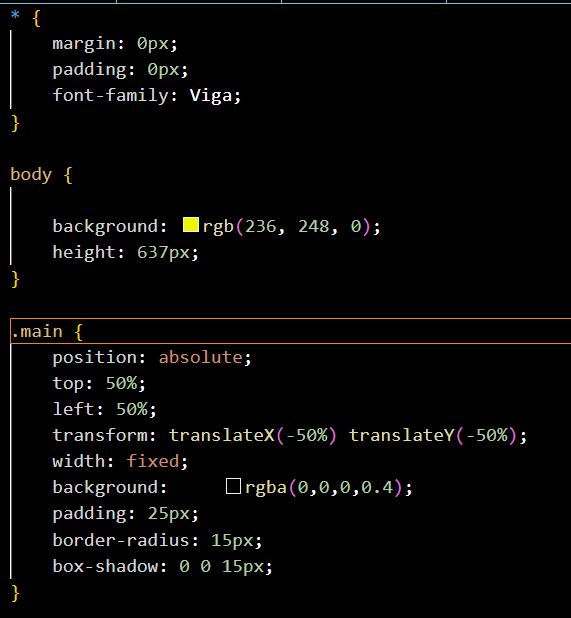 * {
margin: 0px;
padding: 0px;
font-family: Viga;
}
body {
background: rgb(236, 248, 0);
height: 637px;
}
.main {
position: absolute;
top: 50%;
left: 50%;
transform: translateX(-50%) translateY(-50%);
width: fixed;
background: rgba(0,0,0,0.4);
padding: 25px;
border-radius: 15px;
box-shadow: 0 0 15px;
}